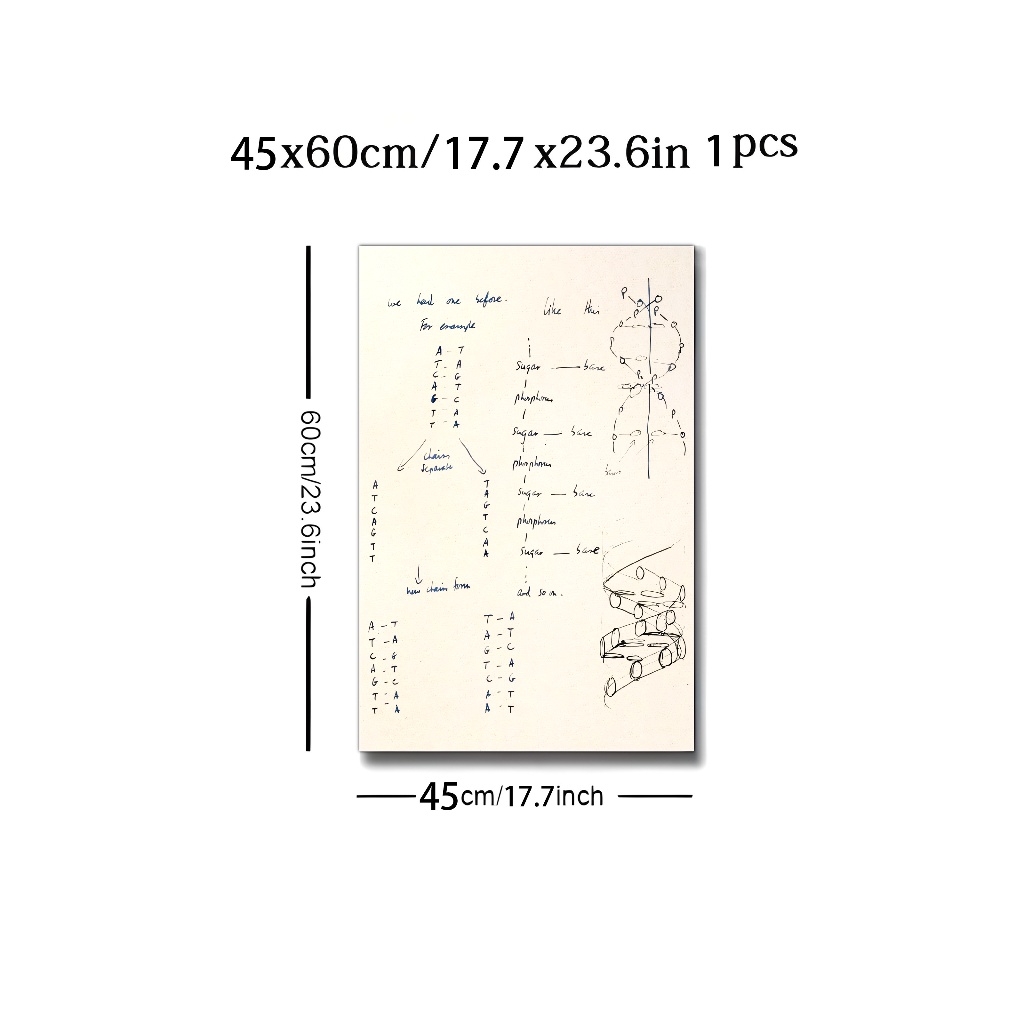 45x60cm/17.7 x23.6in 1pcs
60cm/23.6inch
we had one before.
For example
A - T
T - A
C - G
A T
G - C
T A
T - A
chains
separate
A
T
C
A
G
T
T
T
A
G
T
C
A
A
new chains form
A - T
T - A
C - G
A - T
G - C
T - A
T - A
T - A
A - T
G - C
T - A
C - G
A - T
A - T
Like this
sugar — base
phosphorus
sugar — base
phosphorus
sugar — base
phosphorus
sugar — base
and so on.
P
P
P
P
P
P
P
P
45cm/17.7inch